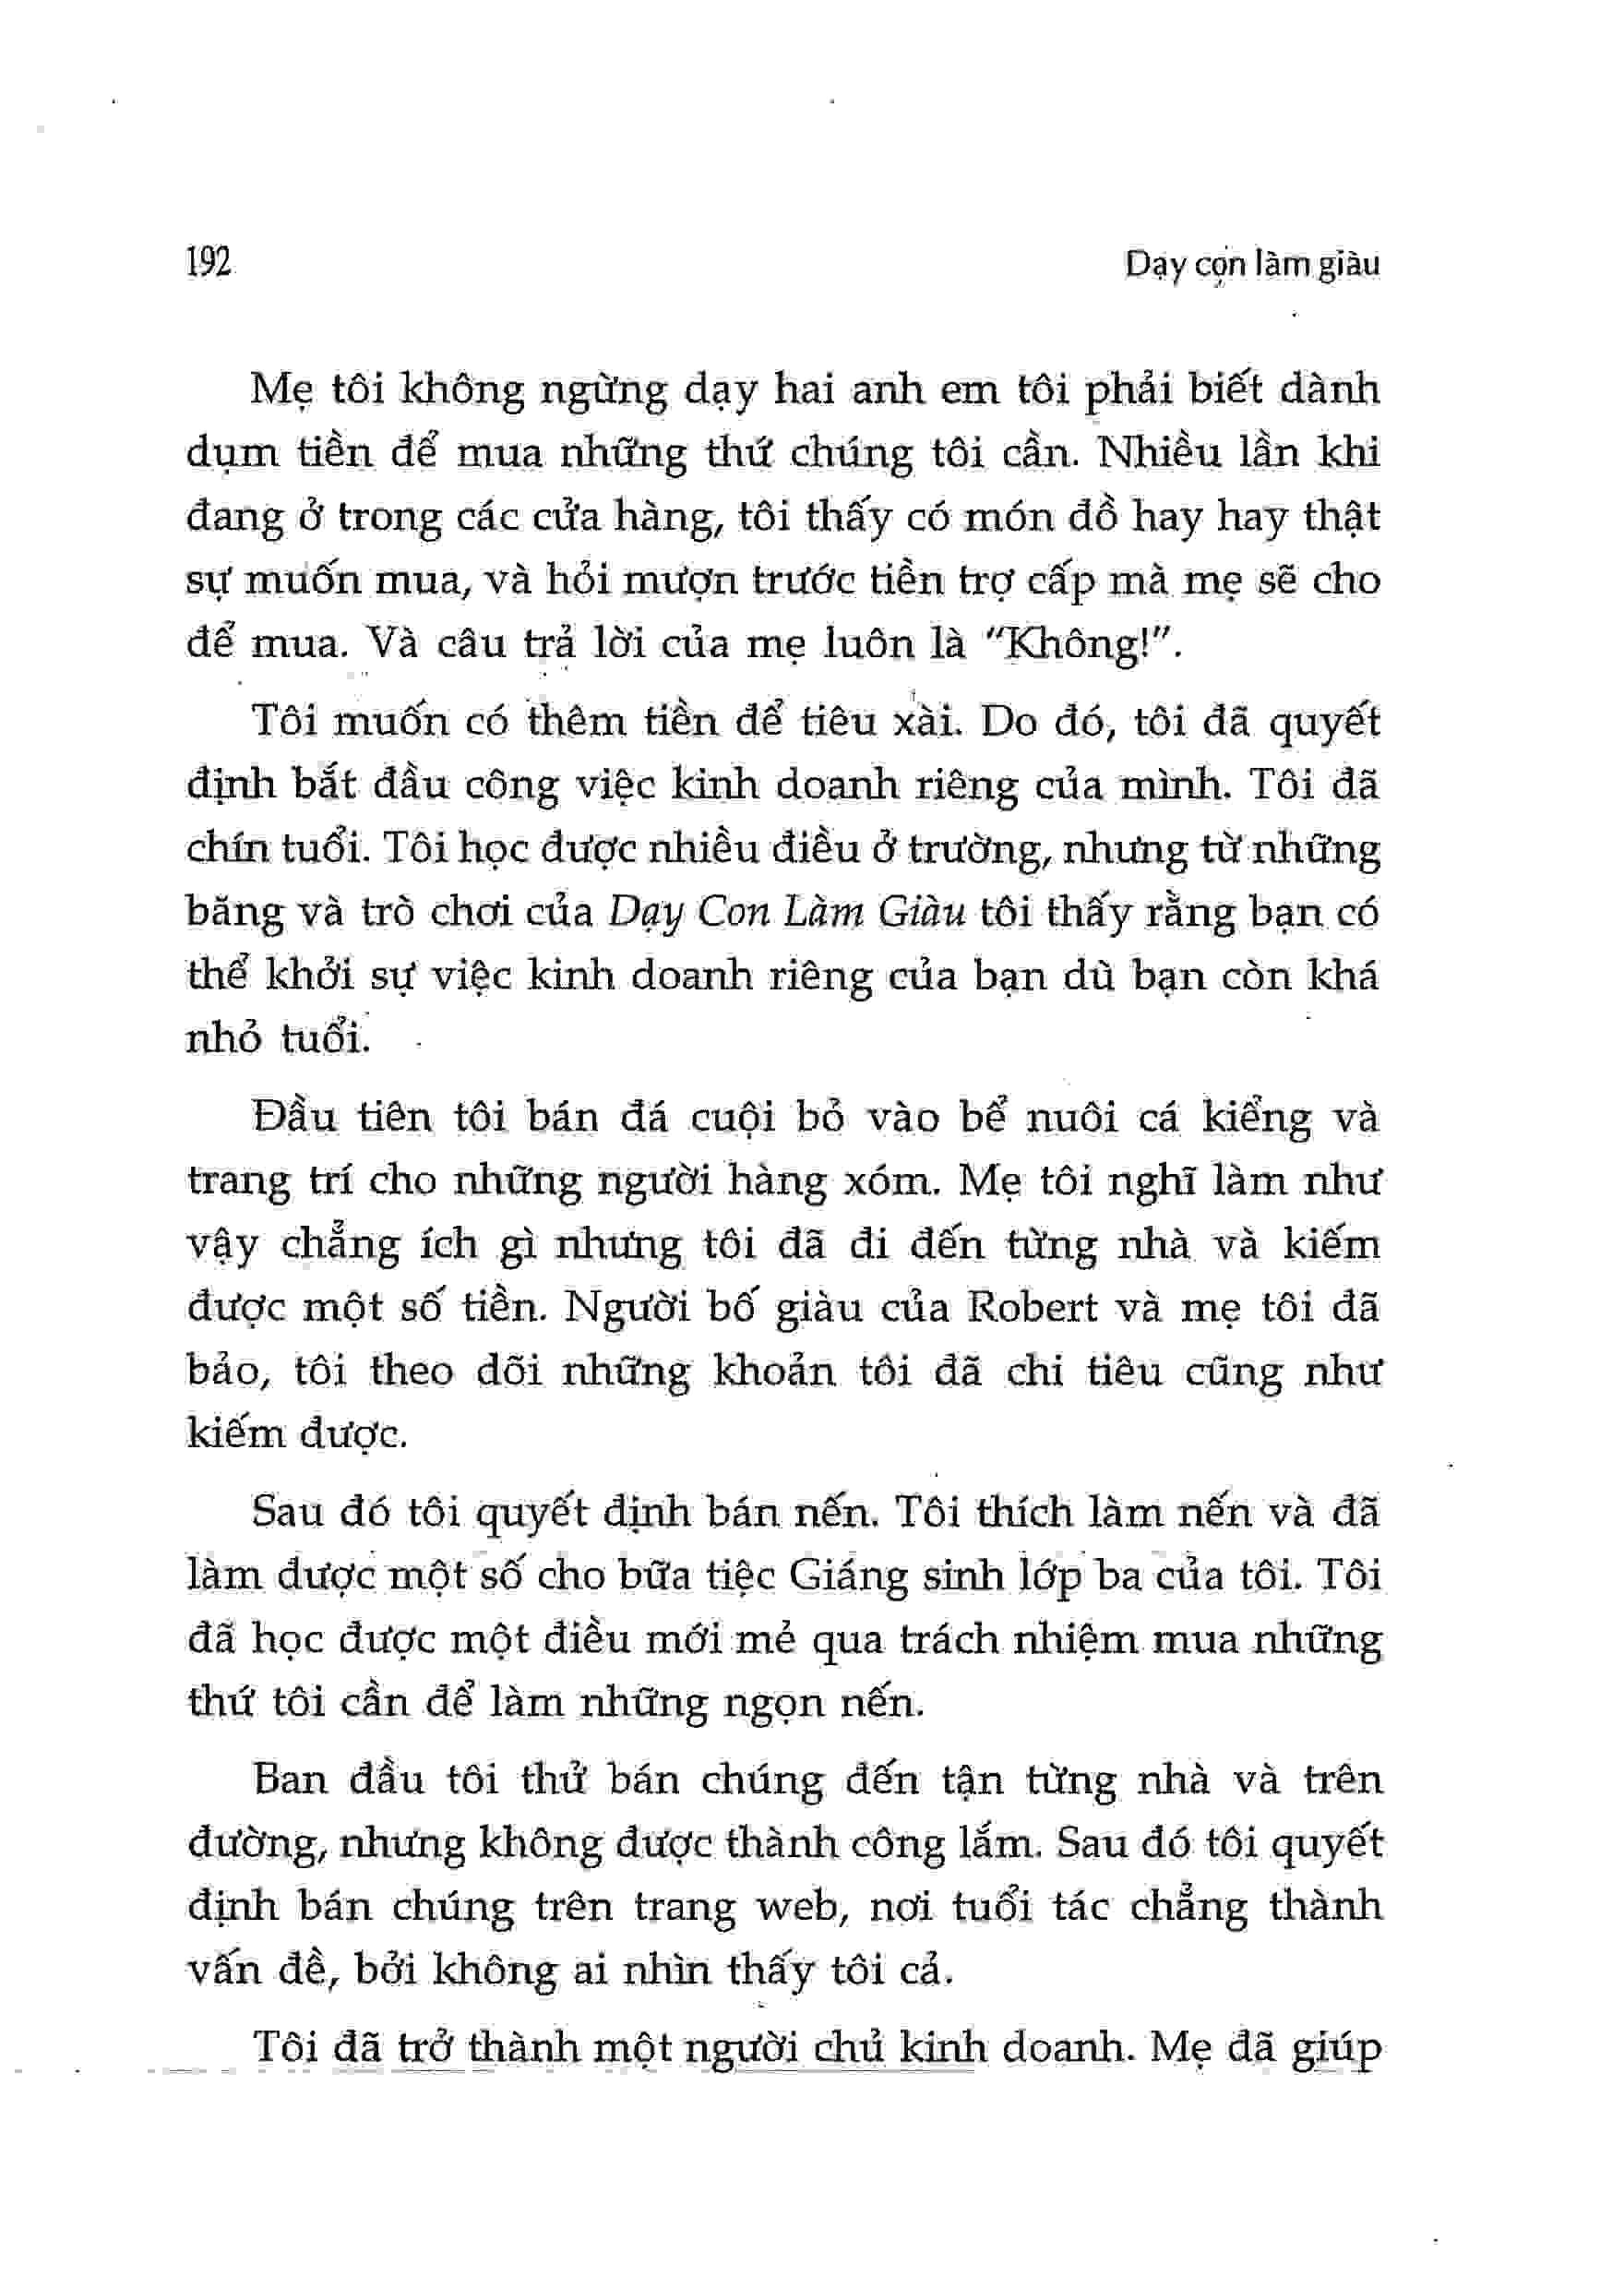 192
Dạy con làm giàu
Mẹ tôi không ngừng dạy hai anh em tôi phải biết dành
dụm tiền để mua những thứ chúng tôi cần. Nhiều lần khi
đang ở trong các cửa hàng, tôi thấy có món đồ hay hay thật
sự muốn mua, và hỏi mượn trước tiền trợ cấp mà mẹ sẽ cho
để mua. Và câu trả lời của mẹ luôn là "Không!".
Tôi muốn có thêm tiền để tiêu xài. Do đó, tôi đã quyết
định bắt đầu công việc kinh doanh riêng của mình. Tôi đã
chín tuổi. Tôi học được nhiều điều ở trường, nhưng từ những
băng và trò chơi của Dạy Con Làm Giàu tôi thấy rằng bạn có
thể khởi sự việc kinh doanh riêng của bạn dù bạn còn khá
nhỏ tuổi.
Đầu tiên tôi bán đá cuội bỏ vào bể nuôi cá kiểng và
trang trí cho những người hàng xóm. Mẹ tôi nghĩ làm như
vậy chẳng ích gì nhưng tôi đã đi đến từng nhà và kiếm
được một số tiền. Người bố giàu của Robert và mẹ tôi đã
bảo, tôi theo dõi những khoản tôi đã chi tiêu cũng như
kiếm được.
Sau đó tôi quyết định bán nến. Tôi thích làm nến và đã
làm được một số cho bữa tiệc Giáng sinh lớp ba của tôi. Tôi
đã học được một điều mới mẻ qua trách nhiệm mua những
thứ tôi cần để làm những ngọn nến.
Ban đầu tôi thử bán chúng đến tận từng nhà và trên
đường, nhưng không được thành công lắm. Sau đó tôi quyết
định bán chúng trên trang web, nơi tuổi tác chẳng thành
vấn đề, bởi không ai nhìn thấy tôi cả.
Tôi đã trở thành một người chủ kinh doanh. Mẹ đã giúp